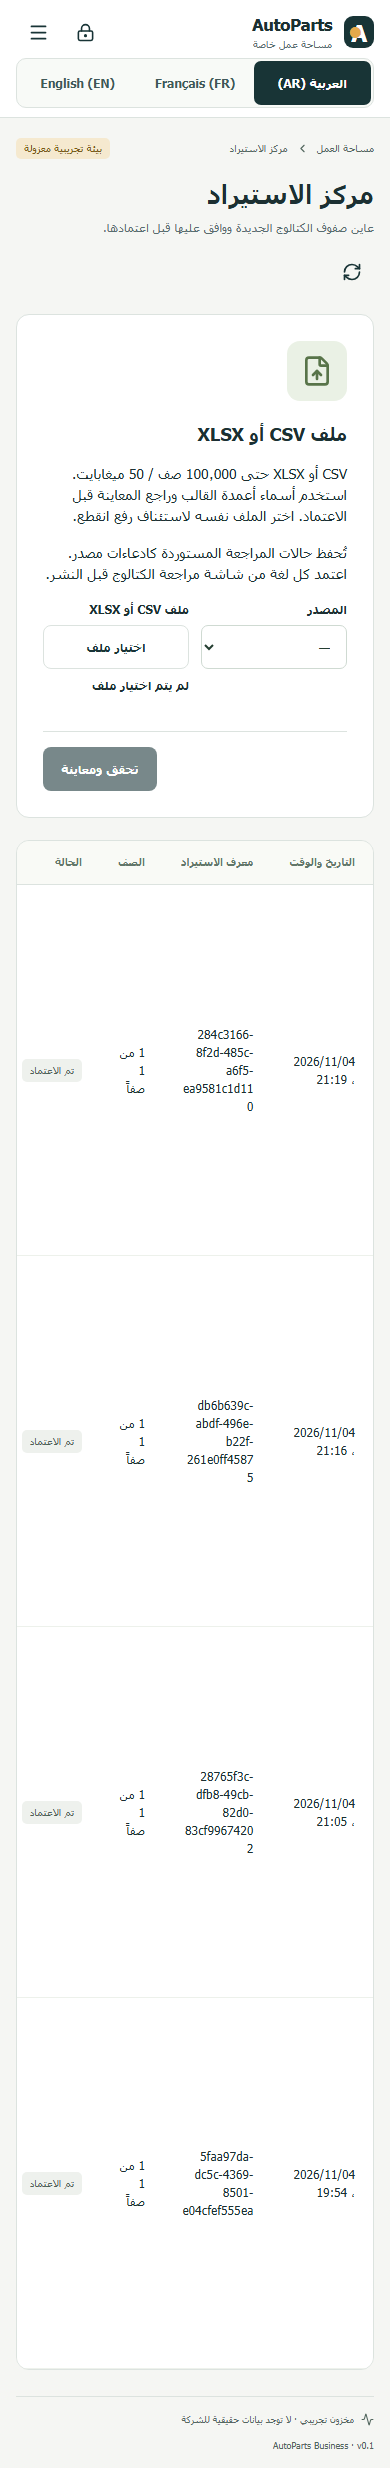 AutoParts
مساحة عمل خاصة
العربية (AR)
Français (FR)
English (EN)
مساحة العمل
مركز الاستيراد
بيئة تجريبية معزولة
مركز الاستيراد
عاين صفوف الكتالوج الجديدة ووافق عليها قبل اعتمادها.
ملف CSV أو XLSX
CSV أو XLSX حتى 100,000 صف / 50 ميغابايت.
استخدم أسماء أعمدة القالب وراجع المعاينة قبل
الاعتماد. اختر الملف نفسه لاستئناف رفع انقطع.
تُحفظ حالات المراجعة المستوردة كادعاءات مصدر.
اعتمد كل لغة من شاشة مراجعة الكتالوج قبل النشر.
المصدر
—
ملف CSV أو XLSX
اختيار ملف
لم يتم اختيار ملف
تحقق ومعاينة
التاريخ والوقت
معرف الاستيراد
الصف
الحالة
2026/11/04
، 21:19
284c3166-
8f2d-485c-
a6f5-
ea9581c1d11
0
1 من
1
صفاً
تم الاعتماد
2026/11/04
، 21:16
db6b639c-
abdf-496e-
b22f-
261e0ff4587
5
1 من
1
صفاً
تم الاعتماد
2026/11/04
، 21:05
28765f3c-
dfb8-49cb-
82d0-
83cf9967420
2
1 من
1
صفاً
تم الاعتماد
2026/11/04
، 19:54
5faa97da-
dc5c-4369-
8501-
e04cfef555ea
1 من
1
صفاً
تم الاعتماد
مخزون تجريبي · لا توجد بيانات حقيقية للشركة
AutoParts Business · v0.1